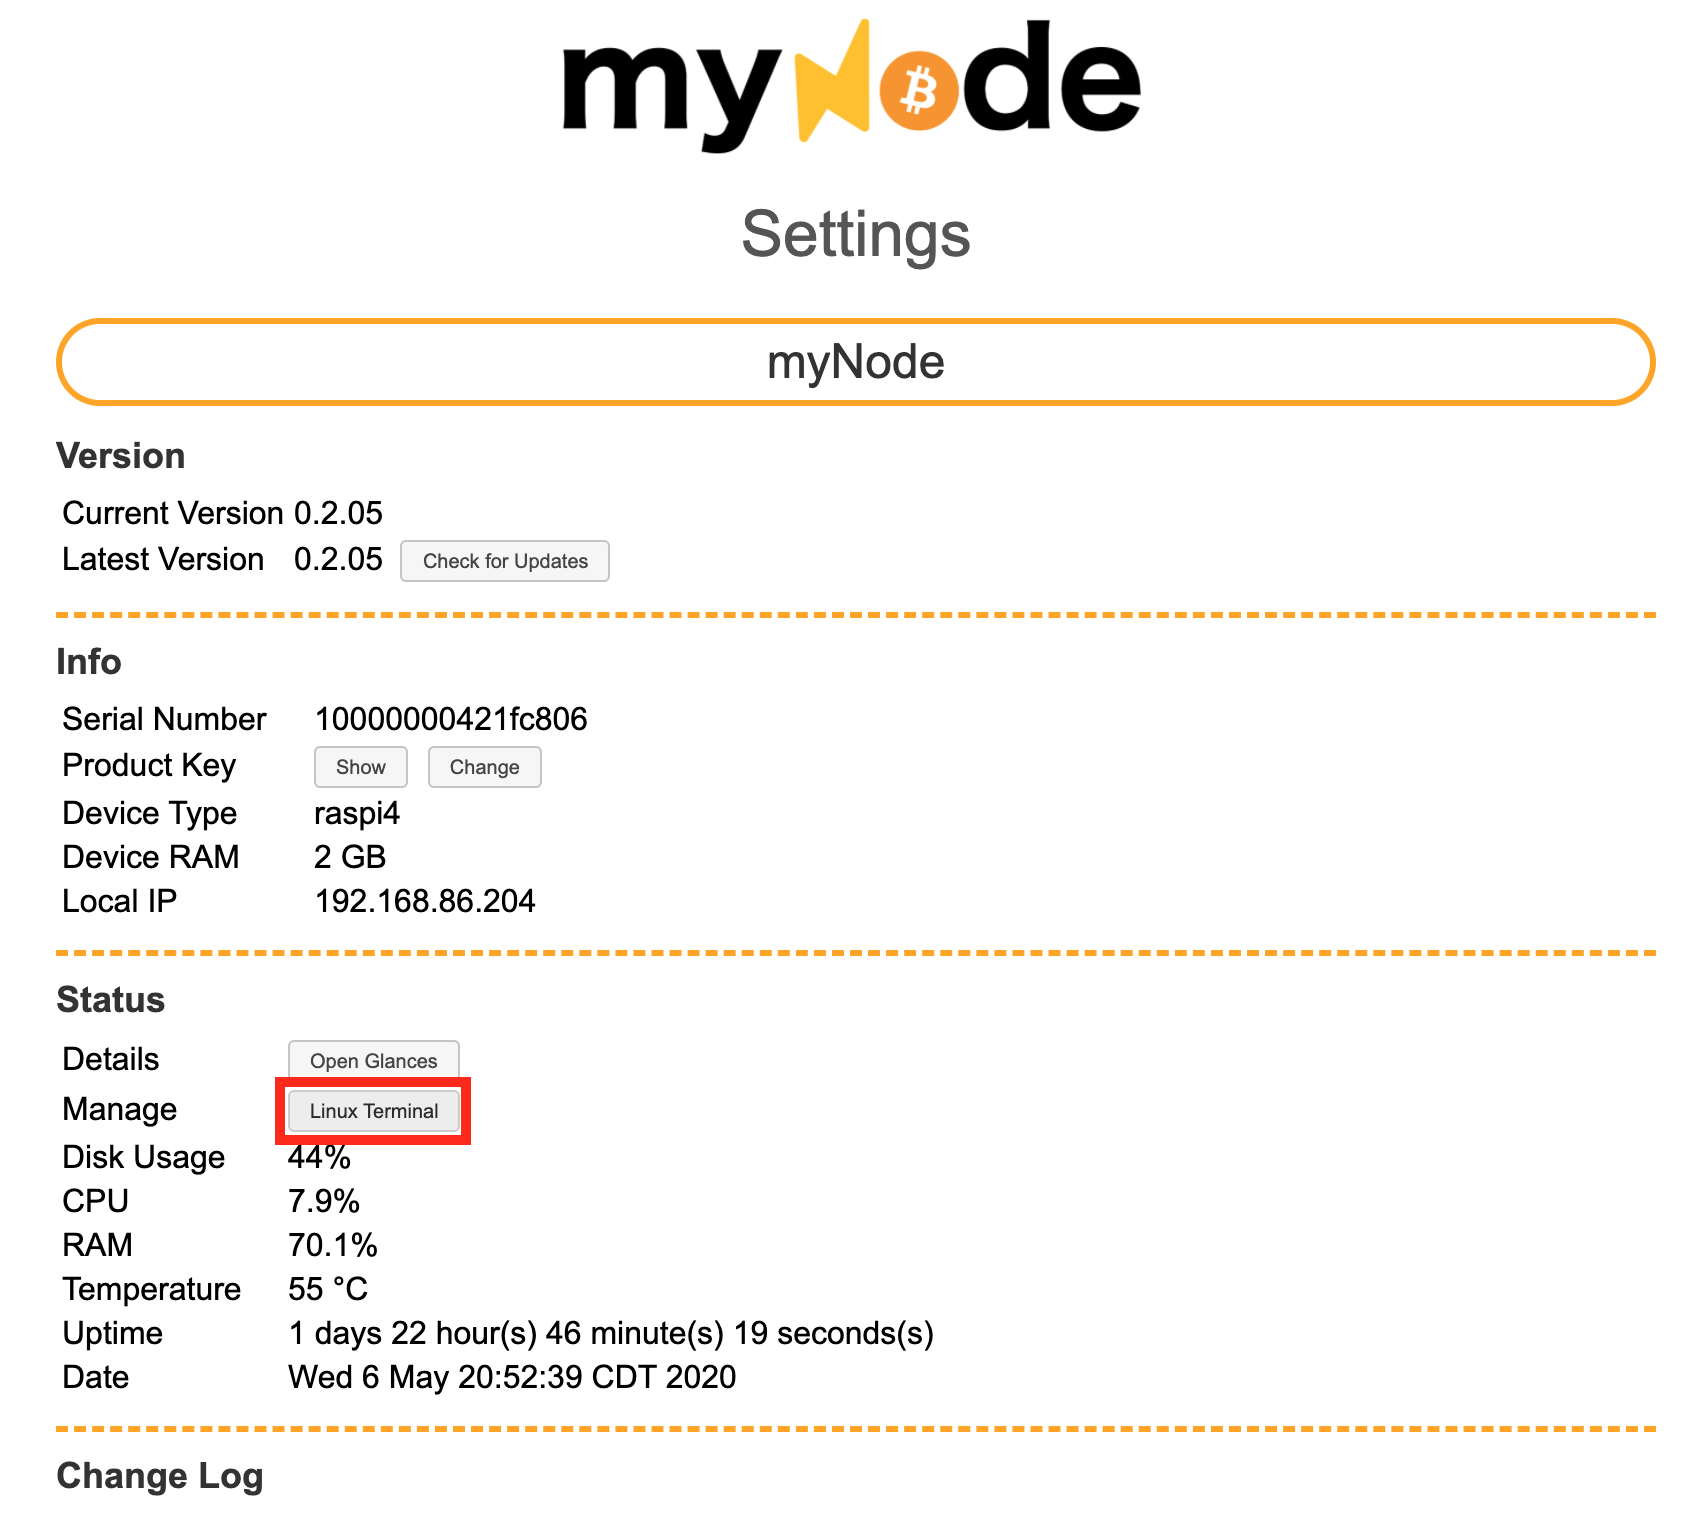 myNode
Settings
myNode
Version
Current Version 0.2.05
Latest Version 0.2.05 Check for Updates
Info
Serial Number 10000000421fc806
Product Key Show Change
Device Type raspi4
Device RAM 2 GB
Local IP 192.168.86.204
Status
Details Open Glances
Manage Linux Terminal
Disk Usage 44%
CPU 7.9%
RAM 70.1%
Temperature 55 °C
Uptime 1 days 22 hour(s) 46 minute(s) 19 seconds(s)
Date Wed 6 May 20:52:39 CDT 2020
Change Log